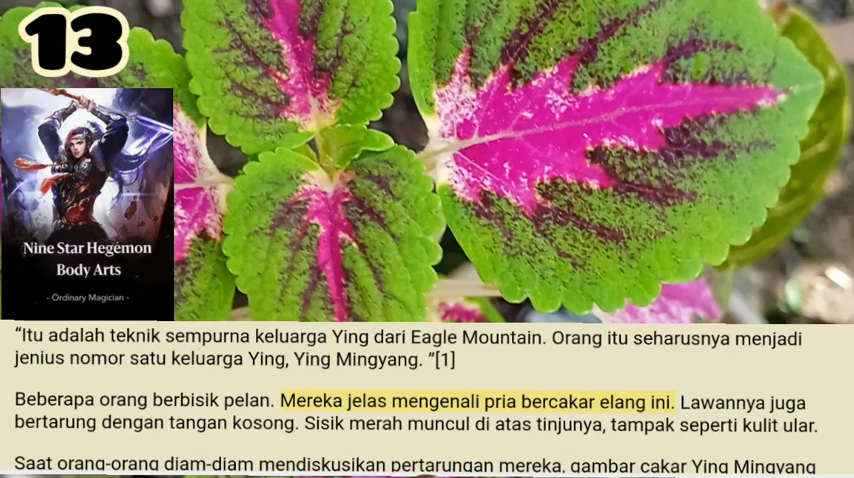 13
Nine Star Hegemon
Body Arts
- Ordinary Magician -
“Itu adalah teknik sempurna keluarga Ying dari Eagle Mountain. Orang itu seharusnya menjadi
jenius nomor satu keluarga Ying, Ying Mingyang. ”[1]
Beberapa orang berbisik pelan. Mereka jelas mengenali pria bercakar elang ini. Lawannya juga
bertarung dengan tangan kosong. Sisik merah muncul di atas tinjunya, tampak seperti kulit ular.
Saat orang-orang diam-diam mendiskusikan pertarungan mereka, gambar cakar Ying Mingyang